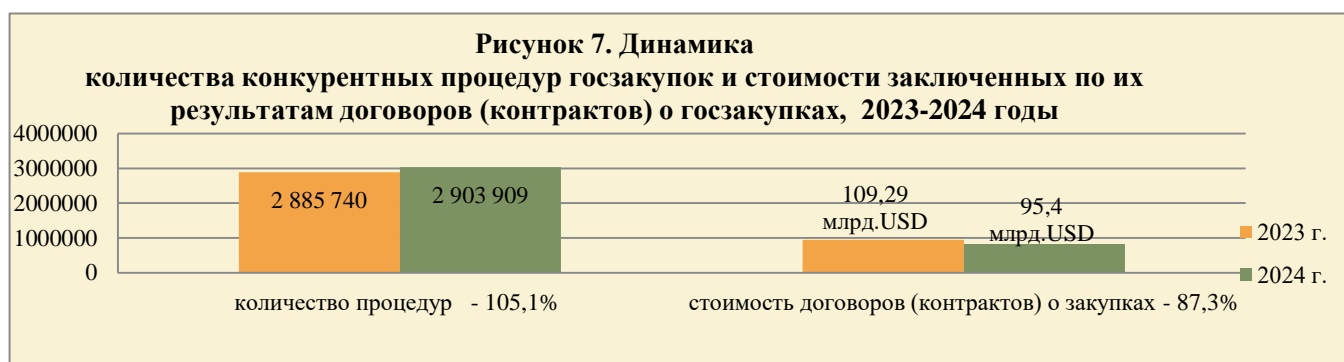 Рисунок 7. Динамика
количества конкурентных процедур госзакупок и стоимости заключенных по их
результатам договоров (контрактов) о госзакупках, 2023-2024 годы
4000000
3000000
2000000
1000000
0
2 885 740
2 903 909
109,29
млрд.USD
95,4
млрд.USD
количество процедур - 105,1%
стоимость договоров (контрактов) о закупках - 87,3%
2023 г.
2024 г.